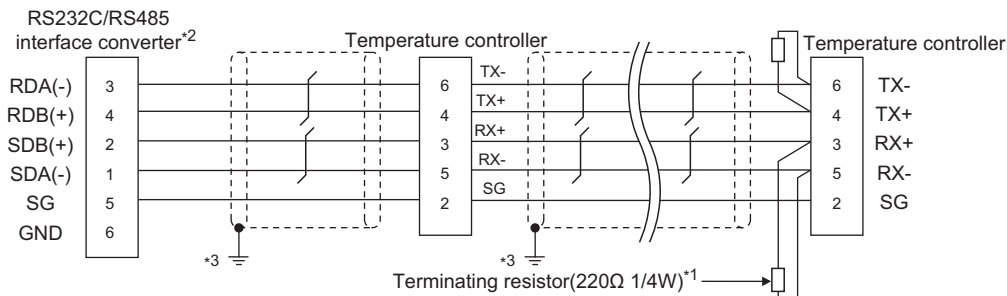 RS232C/RS485
interface converter*2
Temperature controller
Temperature controller
RDA(-) 3
6 TX-
6 TX-
RDB(+) 4
4 TX+
4 TX+
SDB(+) 2
3 RX+
3 RX+
SDA(-) 1
5 RX-
5 RX-
SG 5
2 SG
2 SG
GND 6
*3
*3
Terminating resistor(220Ω 1/4W)*1